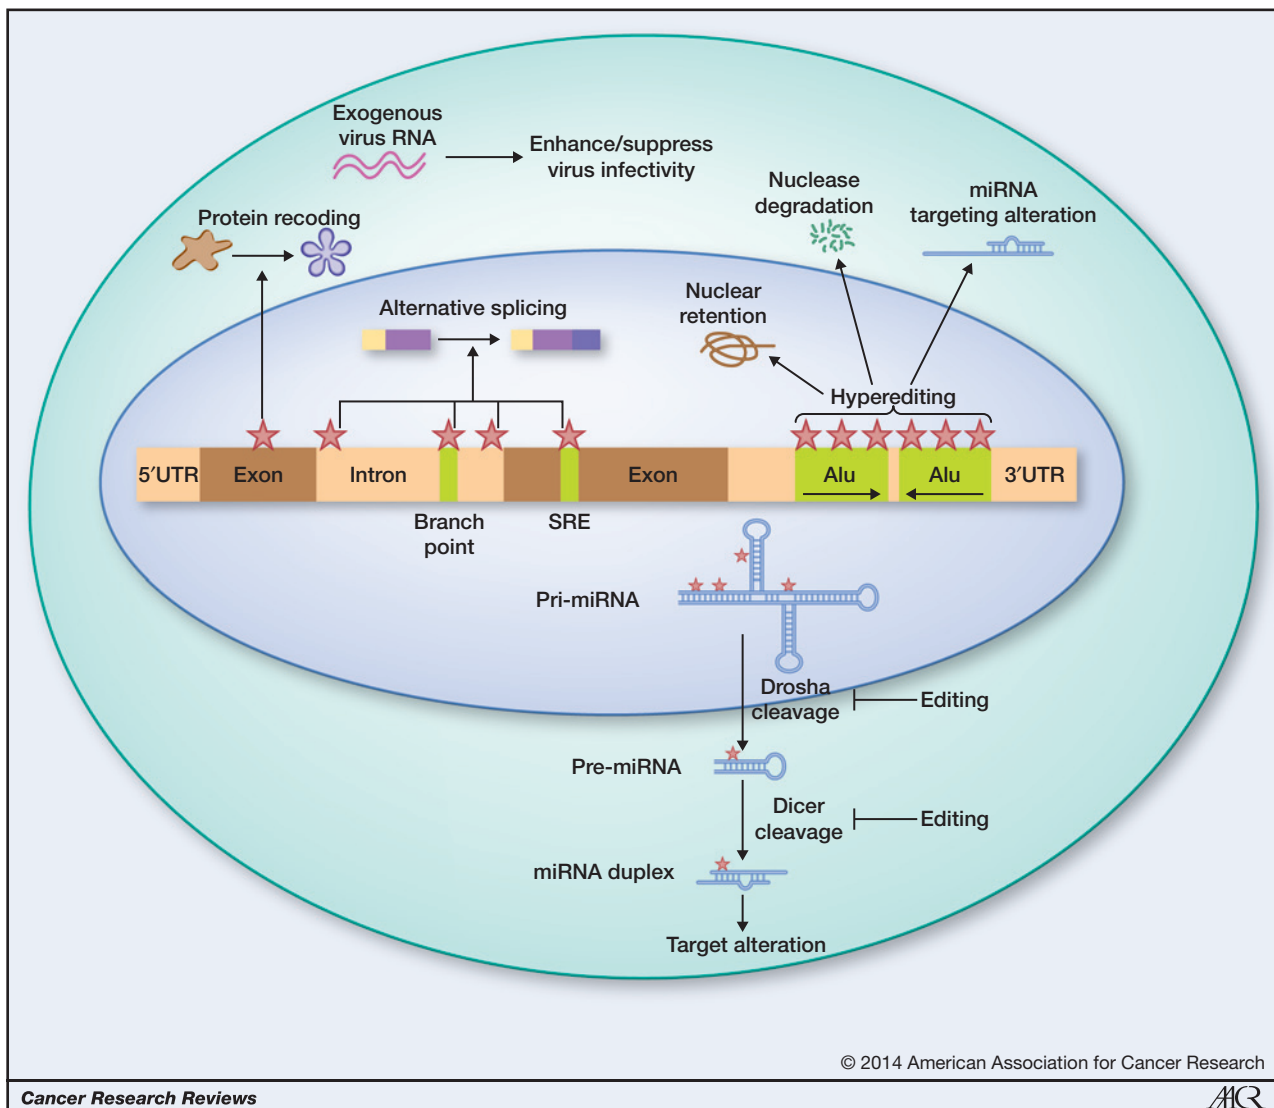 Exogenous
virus RNA
Enhance/suppress
virus infectivity
Nuclease
degradation
miRNA
targeting alteration
Protein recoding
Alternative splicing
Nuclear
retention
Hyperediting
5′UTR
Exon
Intron
Exon
Alu
Alu
3′UTR
Branch
point
SRE
Pri-miRNA
Drosha
cleavage
Editing
Pre-miRNA
Dicer
cleavage
Editing
miRNA duplex
Target alteration
© 2014 American Association for Cancer Research
Cancer Research Reviews
AACR